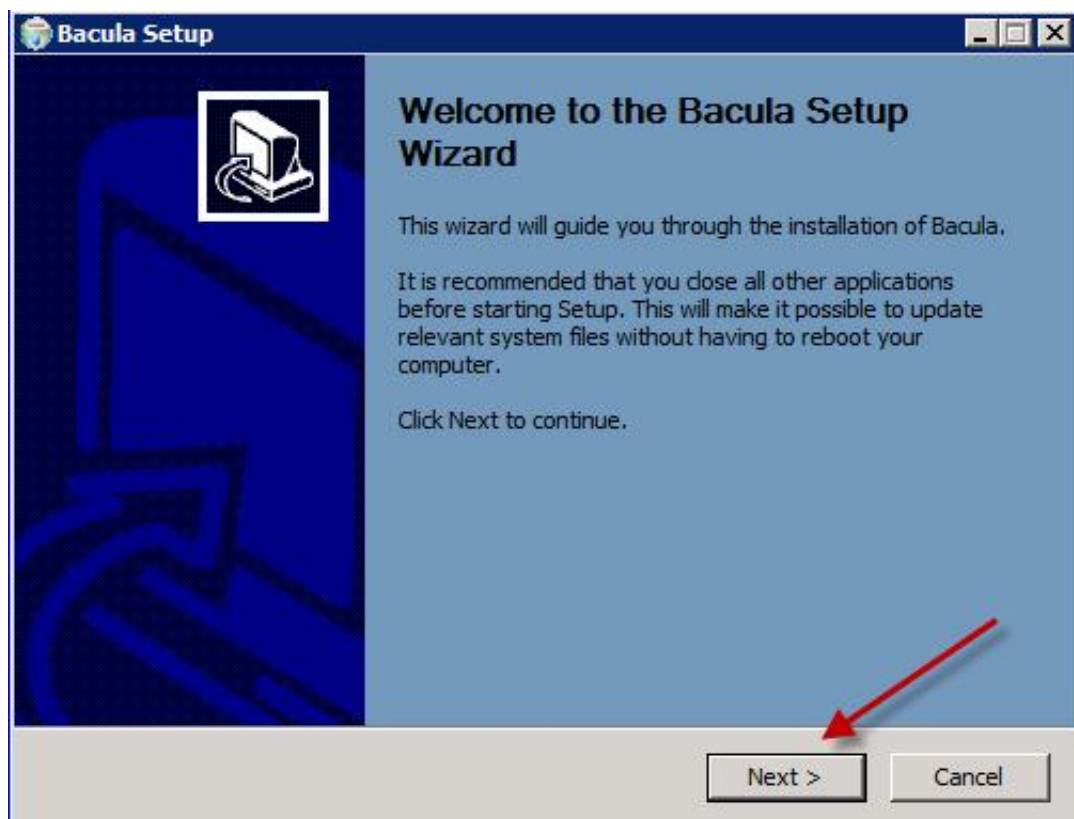 Bacula Setup
Welcome to the Bacula Setup
Wizard
This wizard will guide you through the installation of Bacula.
It is recommended that you close all other applications
before starting Setup. This will make it possible to update
relevant system files without having to reboot your
computer.
Click Next to continue.
Next >
Cancel